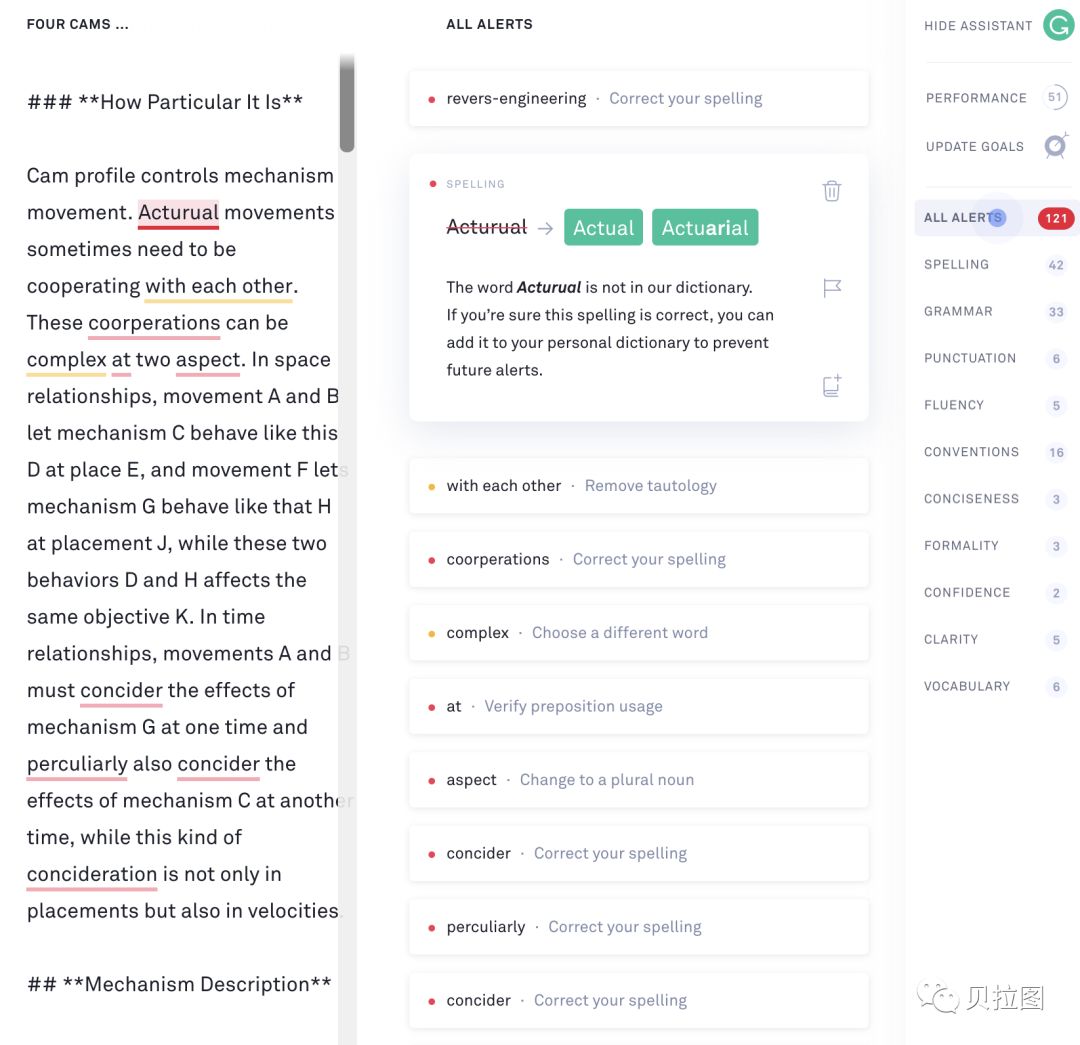 FOUR CAMS ...
### **How Particular It Is**
Cam profile controls mechanism
movement. Acturual movements
sometimes need to be
cooperating with each other.
These coorperations can be
complex at two aspect. In space
relationships, movement A and B
let mechanism C behave like this
D at place E, and movement F lets
mechanism G behave like that H
at placement J, while these two
behaviors D and H affects the
same objective K. In time
relationships, movements A and B
must concider the effects of
mechanism G at one time and
perculiarly also concider the
effects of mechanism C at another
time, while this kind of
concideration is not only in
placements but also in velocities.
## **Mechanism Description**
ALL ALERTS
revers-engineering · Correct your spelling
SPELLING
Acturual → Actual Actuarial
The word Acturual is not in our dictionary.
If you're sure this spelling is correct, you can
add it to your personal dictionary to prevent
future alerts.
with each other · Remove tautology
coorperations · Correct your spelling
complex · Choose a different word
at · Verify preposition usage
aspect · Change to a plural noun
concider · Correct your spelling
perculiarly · Correct your spelling
concider · Correct your spelling
HIDE ASSISTANT
PERFORMANCE 51
UPDATE GOALS
ALL ALERTS 121
SPELLING 42
GRAMMAR 33
PUNCTUATION 6
FLUENCY 5
CONVENTIONS 16
CONCISENESS 3
FORMALITY 3
CONFIDENCE 2
CLARITY 5
VOCABULARY 6
贝拉图